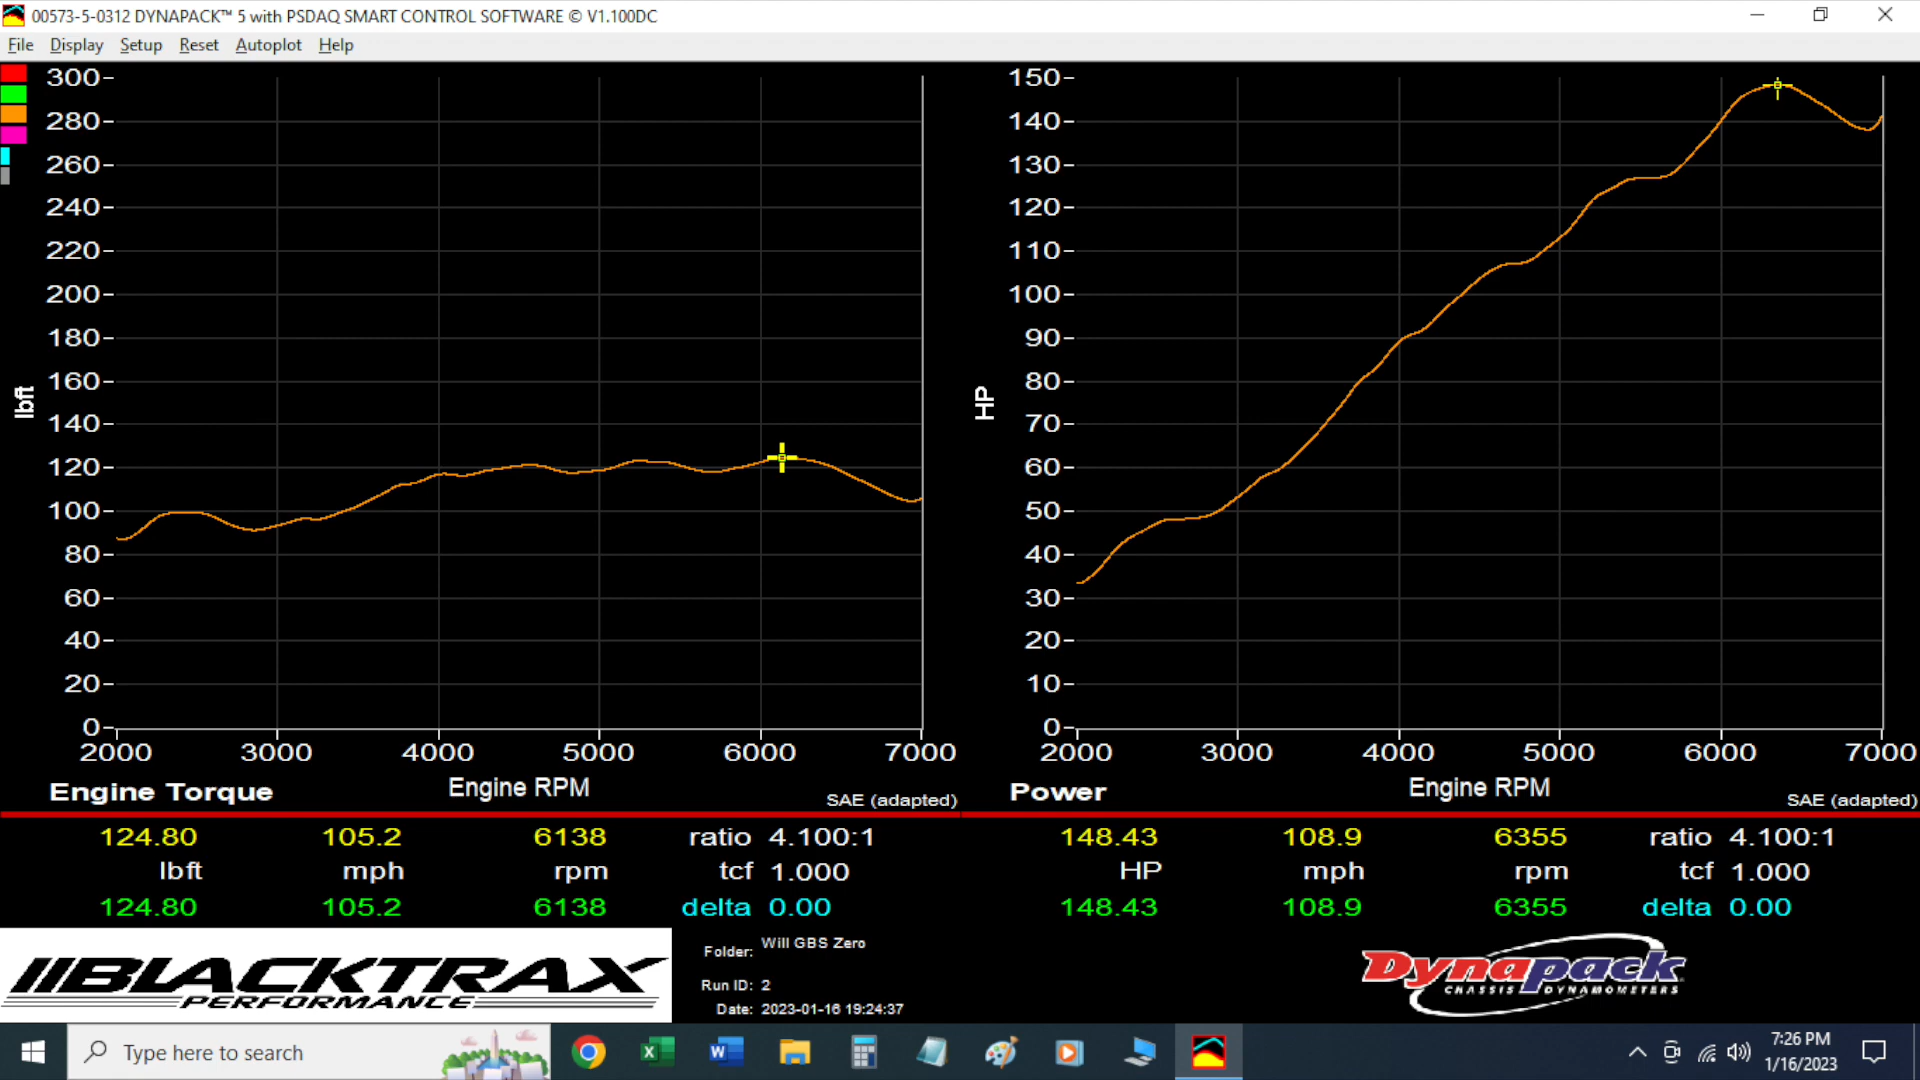 00573-5-0312 DYNAPACK™ 5 with PSDAQ SMART CONTROL SOFTWARE © V1.100DC
File Display Setup Reset Autoplot Help
300
280
260
240
220
200
180
160
140
120
100
80
60
40
20
0
lbft
2000 3000 4000 5000 6000 7000
Engine Torque Engine RPM SAE (adapted)
150
140
130
120
110
100
90
80
70
60
50
40
30
20
10
0
HP
2000 3000 4000 5000 6000 7000
Power Engine RPM SAE (adapted)
124.80 105.2 6138 ratio 4.100:1
lbft mph rpm tcf 1.000
124.80 105.2 6138 delta 0.00
148.43 108.9 6355 ratio 4.100:1
HP mph rpm tcf 1.000
148.43 108.9 6355 delta 0.00
BLACKTRAX
PERFORMANCE
Folder: Will GBS Zero
Run ID: 2
Date: 2023-01-16 19:24:37
Dynapack
CHASSIS DYNAMOMETERS
Type here to search
7:26 PM
1/16/2023